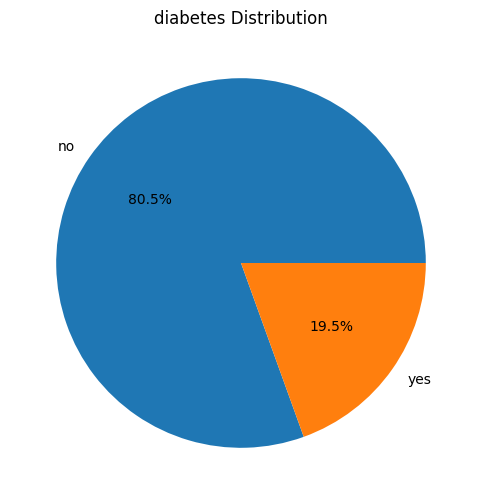 diabetes Distribution
no
80.5%
19.5%
yes